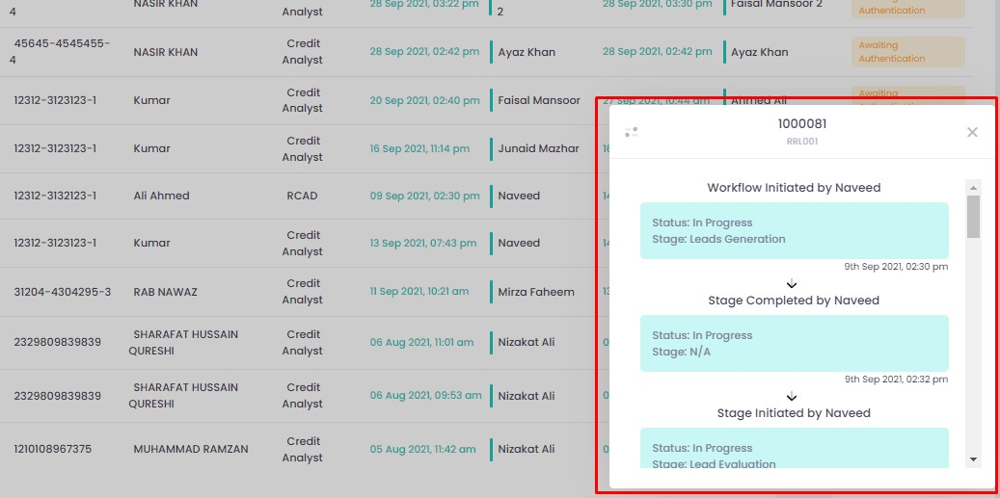 NASIR KHAN
4
Credit
Analyst
28 Sep 2021, 03:22 pm
2
28 Sep 2021, 03:30 pm
Faisal Mansoor 2
Authentication
45645-4545455-
4
NASIR KHAN
Credit
Analyst
28 Sep 2021, 02:42 pm
Ayaz Khan
28 Sep 2021, 02:42 pm
Ayaz Khan
Awaiting
Authentication
12312-3123123-1
Kumar
Credit
Analyst
20 Sep 2021, 02:40 pm
Faisal Mansoor
27 Sep 2021, 10:44 am
Ahmed Ali
Awaiting
12312-3123123-1
Kumar
Credit
Analyst
16 Sep 2021, 11:14 pm
Junaid Mazhar
16
12312-3132123-1
Ali Ahmed
RCAD
09 Sep 2021, 02:30 pm
Naveed
14
12312-3123123-1
Kumar
Credit
Analyst
13 Sep 2021, 07:43 pm
Naveed
14
31204-4304295-3
RAB NAWAZ
Credit
Analyst
11 Sep 2021, 10:21 am
Mirza Faheem
13
2329809839839
SHARAFAT HUSSAIN
QURESHI
Credit
Analyst
06 Aug 2021, 11:01 am
Nizakat Ali
0
2329809839839
SHARAFAT HUSSAIN
QURESHI
Credit
Analyst
06 Aug 2021, 09:53 am
Nizakat Ali
0
1210108967375
MUHAMMAD RAMZAN
Credit
Analyst
05 Aug 2021, 11:42 am
Nizakat Ali
0
1000081
RRL001
Workflow Initiated by Naveed
Status: In Progress
Stage: Leads Generation
9th Sep 2021, 02:30 pm
Stage Completed by Naveed
Status: In Progress
Stage: N/A
9th Sep 2021, 02:32 pm
Stage Initiated by Naveed
Status: In Progress
Stage: Lead Evaluation